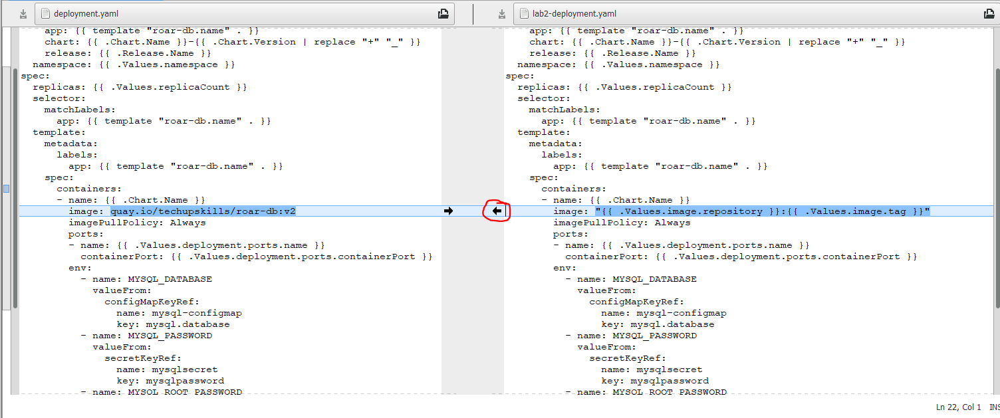 deployment.yaml
app: {{ template "roar-db.name" . }}
chart: {{ .Chart.Name }}-{{ .Chart.Version | replace "+" "_" }}
release: {{ .Release.Name }}
namespace: {{ .Values.namespace }}
spec:
replicas: {{ .Values.replicaCount }}
selector:
matchLabels:
app: {{ template "roar-db.name" . }}
template:
metadata:
labels:
app: {{ template "roar-db.name" . }}
spec:
containers:
- name: {{ .Chart.Name }}
image: quay.io/techupskills/roar-db:v2
imagePullPolicy: Always
ports:
- name: {{ .Values.deployment.ports.name }}
containerPort: {{ .Values.deployment.ports.containerPort }}
env:
- name: MYSQL_DATABASE
valueFrom:
configMapKeyRef:
name: mysql-configmap
key: mysql.database
- name: MYSQL_PASSWORD
valueFrom:
secretKeyRef:
name: mysqlsecret
key: mysqlpassword
- name: MYSQL_ROOT_PASSWORD
lab2-deployment.yaml
app: {{ template "roar-db.name" . }}
chart: {{ .Chart.Name }}-{{ .Chart.Version | replace "+" "_" }}
release: {{ .Release.Name }}
namespace: {{ .Values.namespace }}
spec:
replicas: {{ .Values.replicaCount }}
selector:
matchLabels:
app: {{ template "roar-db.name" . }}
template:
metadata:
labels:
app: {{ template "roar-db.name" . }}
spec:
containers:
- name: {{ .Chart.Name }}
image: "{{ .Values.image.repository }}:{{ .Values.image.tag }}"
imagePullPolicy: Always
ports:
- name: {{ .Values.deployment.ports.name }}
containerPort: {{ .Values.deployment.ports.containerPort }}
env:
- name: MYSQL_DATABASE
valueFrom:
configMapKeyRef:
name: mysql-configmap
key: mysql.database
- name: MYSQL_PASSWORD
valueFrom:
secretKeyRef:
name: mysqlsecret
key: mysqlpassword
- name: MYSQL_ROOT_PASSWORD
Ln 22, Col 1 INS